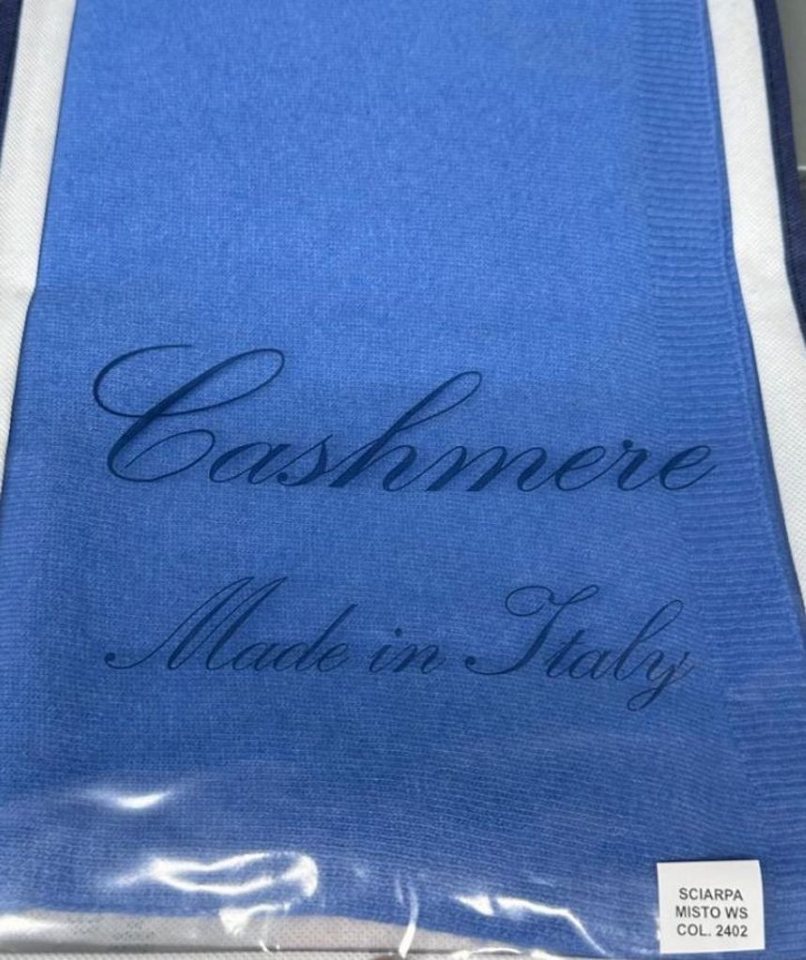 Cashmere
Made in Italy
SCIARPA
MISTO WS
COL. 2402